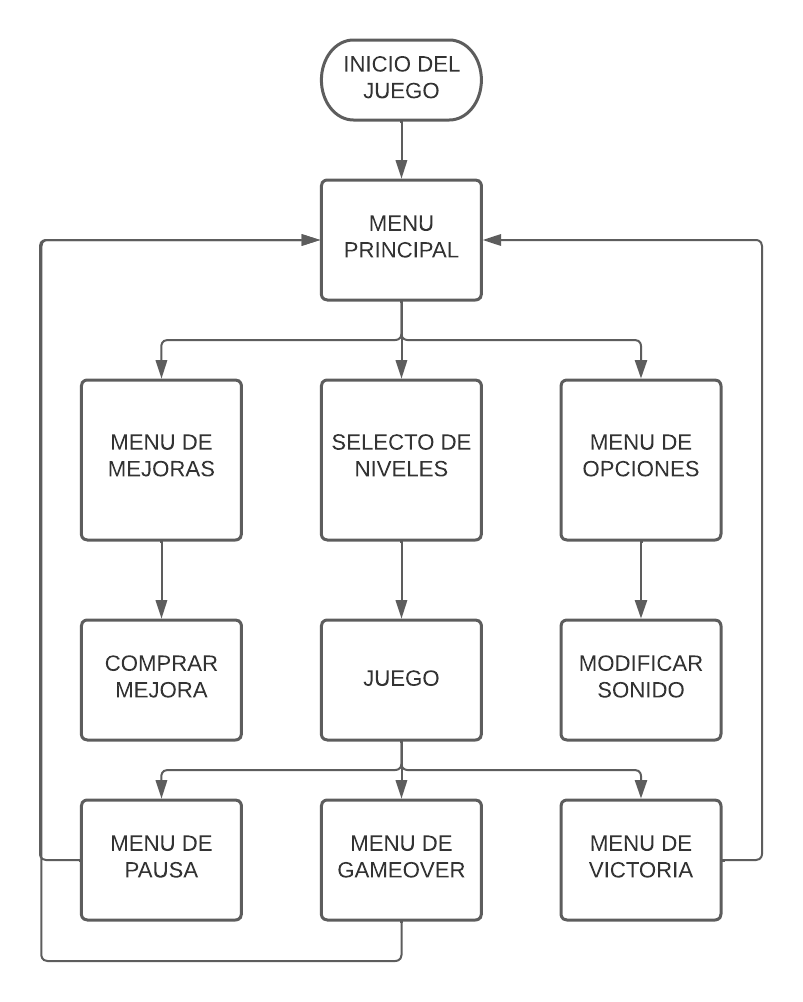 INICIO DEL
JUEGO
MENU
PRINCIPAL
MENU DE
MEJORAS
SELECTO DE
NIVELES
MENU DE
OPCIONES
COMPRAR
MEJORA
JUEGO
MODIFICAR
SONIDO
MENU DE
PAUSA
MENU DE
GAMEOVER
MENU DE
VICTORIA